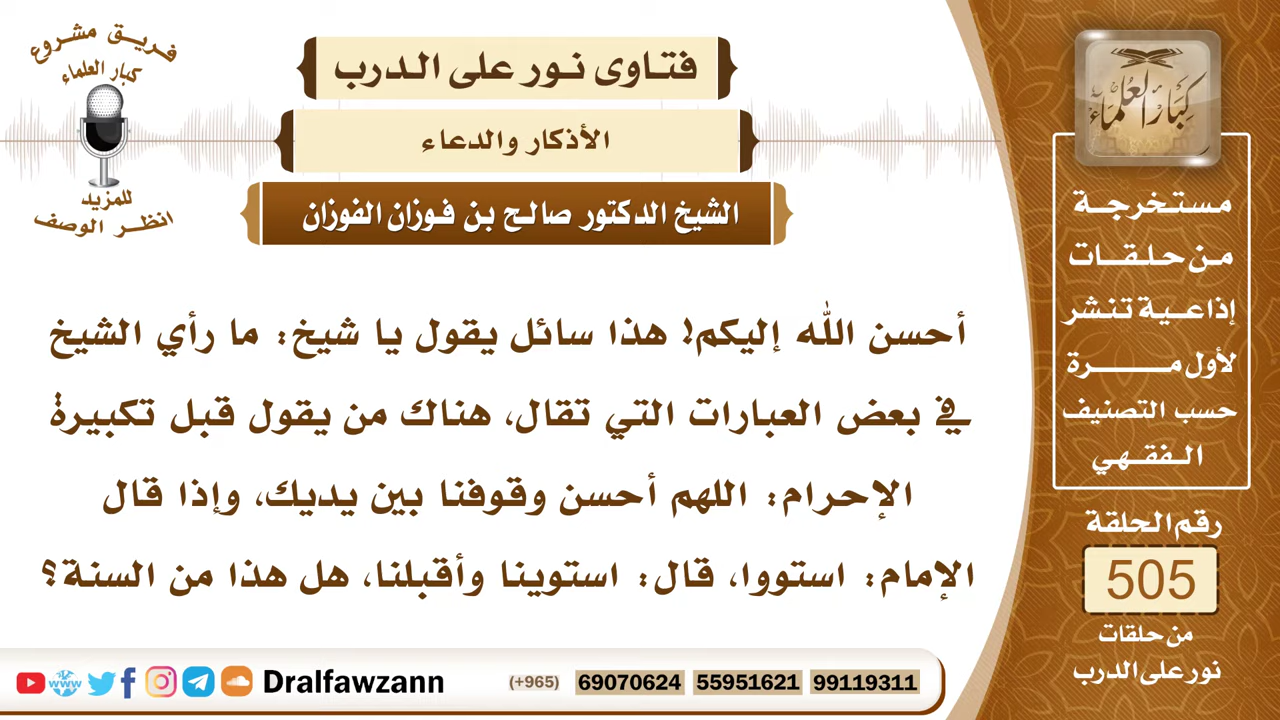 فريق مشروع
كبار العلماء
للمزيد
انظر الوصف
فتاوى نور على الدرب
الأذكار والدعاء
الشيخ الدكتور صالح بن فوزان الفوزان
أحسن الله إليكم! هذا سائل يقول يا شيخ: ما رأي الشيخ
في بعض العبارات التي تقال، هناك من يقول قبل تكبيرة
الإحرام: اللهم أحسن وقوفنا بين يديك، وإذا قال
الإمام: استووا، قال: استوينا وأقبلنا، هل هذا من السنة؟
كبار العلماء
مستخرجة
من حلقات
إذاعية تنشر
لأول مرة
حسب التصنيف
الفقهي
رقم الحلقة
505
من حلقات
نور على الدرب
Dralfawzann (+965) 69070624 55951621 99119311